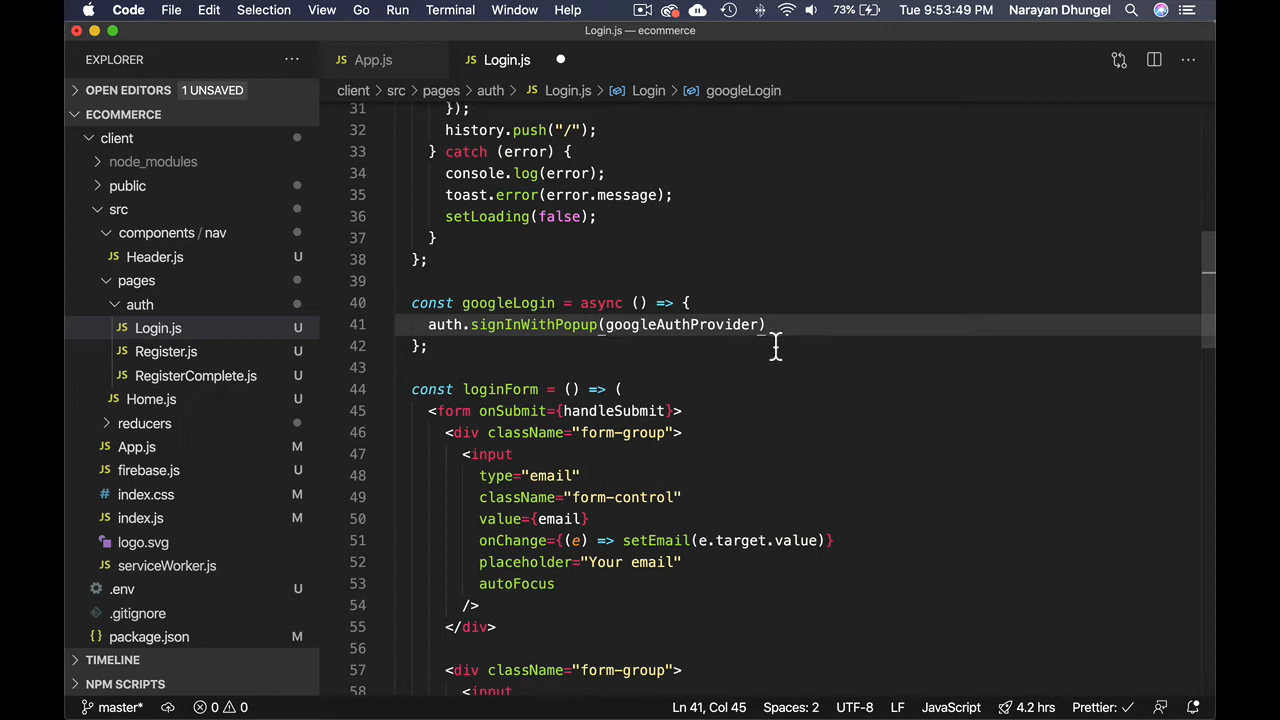 Code File Edit Selection View Go Run Terminal Window Help 73% Tue 9:53:49 PM Narayan Dhungel
Login.js — ecommerce
EXPLORER
JS App.js
JS Login.js
OPEN EDITORS 1 UNSAVED
client > src > pages > auth > JS Login.js > Login > googleLogin
ECOMMERCE
client
node_modules
public
src
components / nav
JS Header.js U
pages
auth
JS Login.js U
JS Register.js U
JS RegisterComplete.js U
JS Home.js U
reducers
JS App.js M
JS firebase.js U
# index.css M
JS index.js M
logo.svg
JS serviceWorker.js
.env U
.gitignore
{} package.json M
TIMELINE
NPM SCRIPTS
31 });
32 history.push("/");
33 } catch (error) {
34 console.log(error);
35 toast.error(error.message);
36 setLoading(false);
37 }
38 };
39
40 const googleLogin = async () => {
41 auth.signInWithPopup(googleAuthProvider)
42 };
43
44 const loginForm = () => (
45 <form onSubmit={handleSubmit}>
46 <div className="form-group">
47 <input
48 type="email"
49 className="form-control"
50 value={email}
51 onChange={(e) => setEmail(e.target.value)}
52 placeholder="Your email"
53 autoFocus
54 />
55 </div>
56
57 <div className="form-group">
58 <input
master* 0 0 Ln 41, Col 45 Spaces: 2 UTF-8 LF JavaScript 4.2 hrs Prettier: ✓